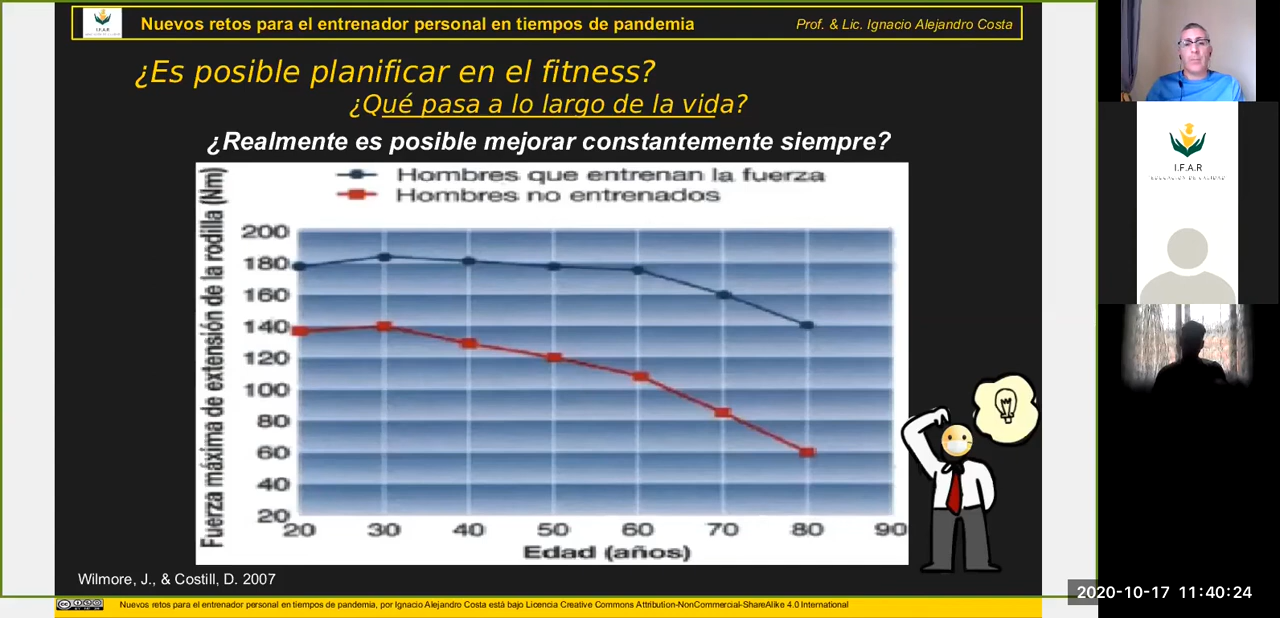 Nuevos retos para el entrenador personal en tiempos de pandemia
Prof. & Lic. Ignacio Alejandro Costa
¿Es posible planificar en el fitness?
¿Qué pasa a lo largo de la vida?
¿Realmente es posible mejorar constantemente siempre?
Hombres que entrenan la fuerza
Hombres no entrenados
Fuerza máxima de extensión de la rodilla (Nm)
200
180
160
140
120
100
80
60
40
20
20 30 40 50 60 70 80 90
Edad (años)
Wilmore, J., & Costill, D. 2007
Nuevos retos para el entrenador personal en tiempos de pandemia, por Ignacio Alejandro Costa está bajo Licencia Creative Commons Attribution-NonCommercial-ShareAlike 4.0 International
I.F.A.R
2020-10-17 11:40:24